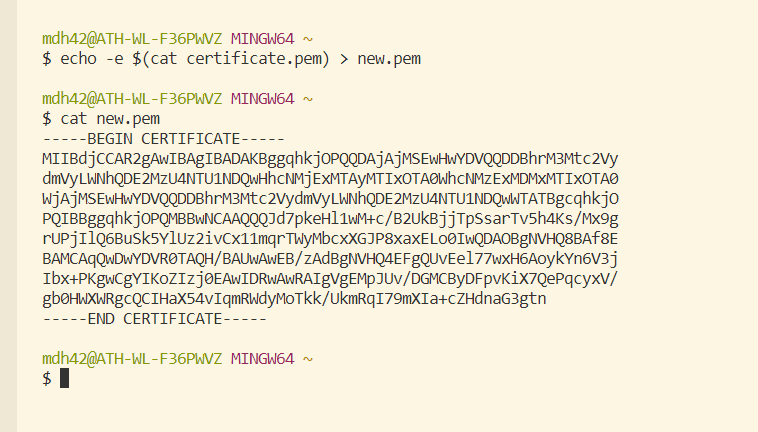 mdh42@ATH-WL-F36PWVZ MINGW64 ~
$ echo -e $(cat certificate.pem) > new.pem
mdh42@ATH-WL-F36PWVZ MINGW64 ~
$ cat new.pem
-----BEGIN CERTIFICATE-----
MIIBdjCCAR2gAwIBAgIBADAKBggqhkjOPQQDAjAjMSEwHwYDVQQDDBhrM3Mtc2Vy
dmVyLWNhQDE2MzU4NTU1NDQwHhcNMjExMTAyMTIxOTA0WhcNMzExMDMxMTIxOTA0
WjAjMSEwHwYDVQQDDBhrM3Mtc2VydmVyLWNhQDE2MzU4NTU1NDQwWTATBgcqhkjO
PQIBBggqhkjOPQMBBwNCAAQQQJd7pkeHl1wM+c/B2UkBjjTpSsarTv5h4Ks/Mx9g
rUPjIlQ6BuSk5YlUz2ivCx11mqrTWyMbcxXGJP8xaxELo0IwQDAOBgNVHQ8BAf8E
BAMCAqQwDwYDVR0TAQH/BAUwAwEB/zAdBgNVHQ4EFgQUvEel77wxH6AoykYn6V3j
Ibx+PKgwCgYIKoZIzj0EAwIDRwAwRAIgVgEMpJUv/DGMCByDFpvKiX7QePqcyxV/
gb0HWXWRgcQCIHaX54vIqmRWdyMoTkk/UkmRqI79mXIa+cZHdnaG3gtn
-----END CERTIFICATE-----
mdh42@ATH-WL-F36PWVZ MINGW64 ~
$